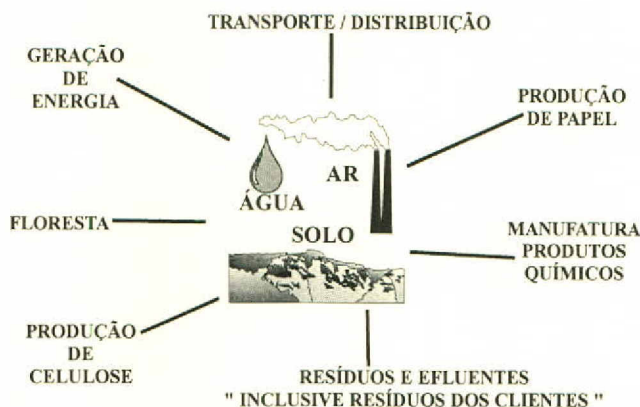 TRANSPORTE / DISTRIBUIÇÃO
GERAÇÃO
DE
ENERGIA
PRODUÇÃO
DE PAPEL
AR
ÁGUA
FLORESTA
SOLO
MANUFATURA
PRODUTOS
QUÍMICOS
PRODUÇÃO
DE
CELULOSE
RESÍDUOS E EFLUENTES
" INCLUSIVE RESÍDUOS DOS CLIENTES "